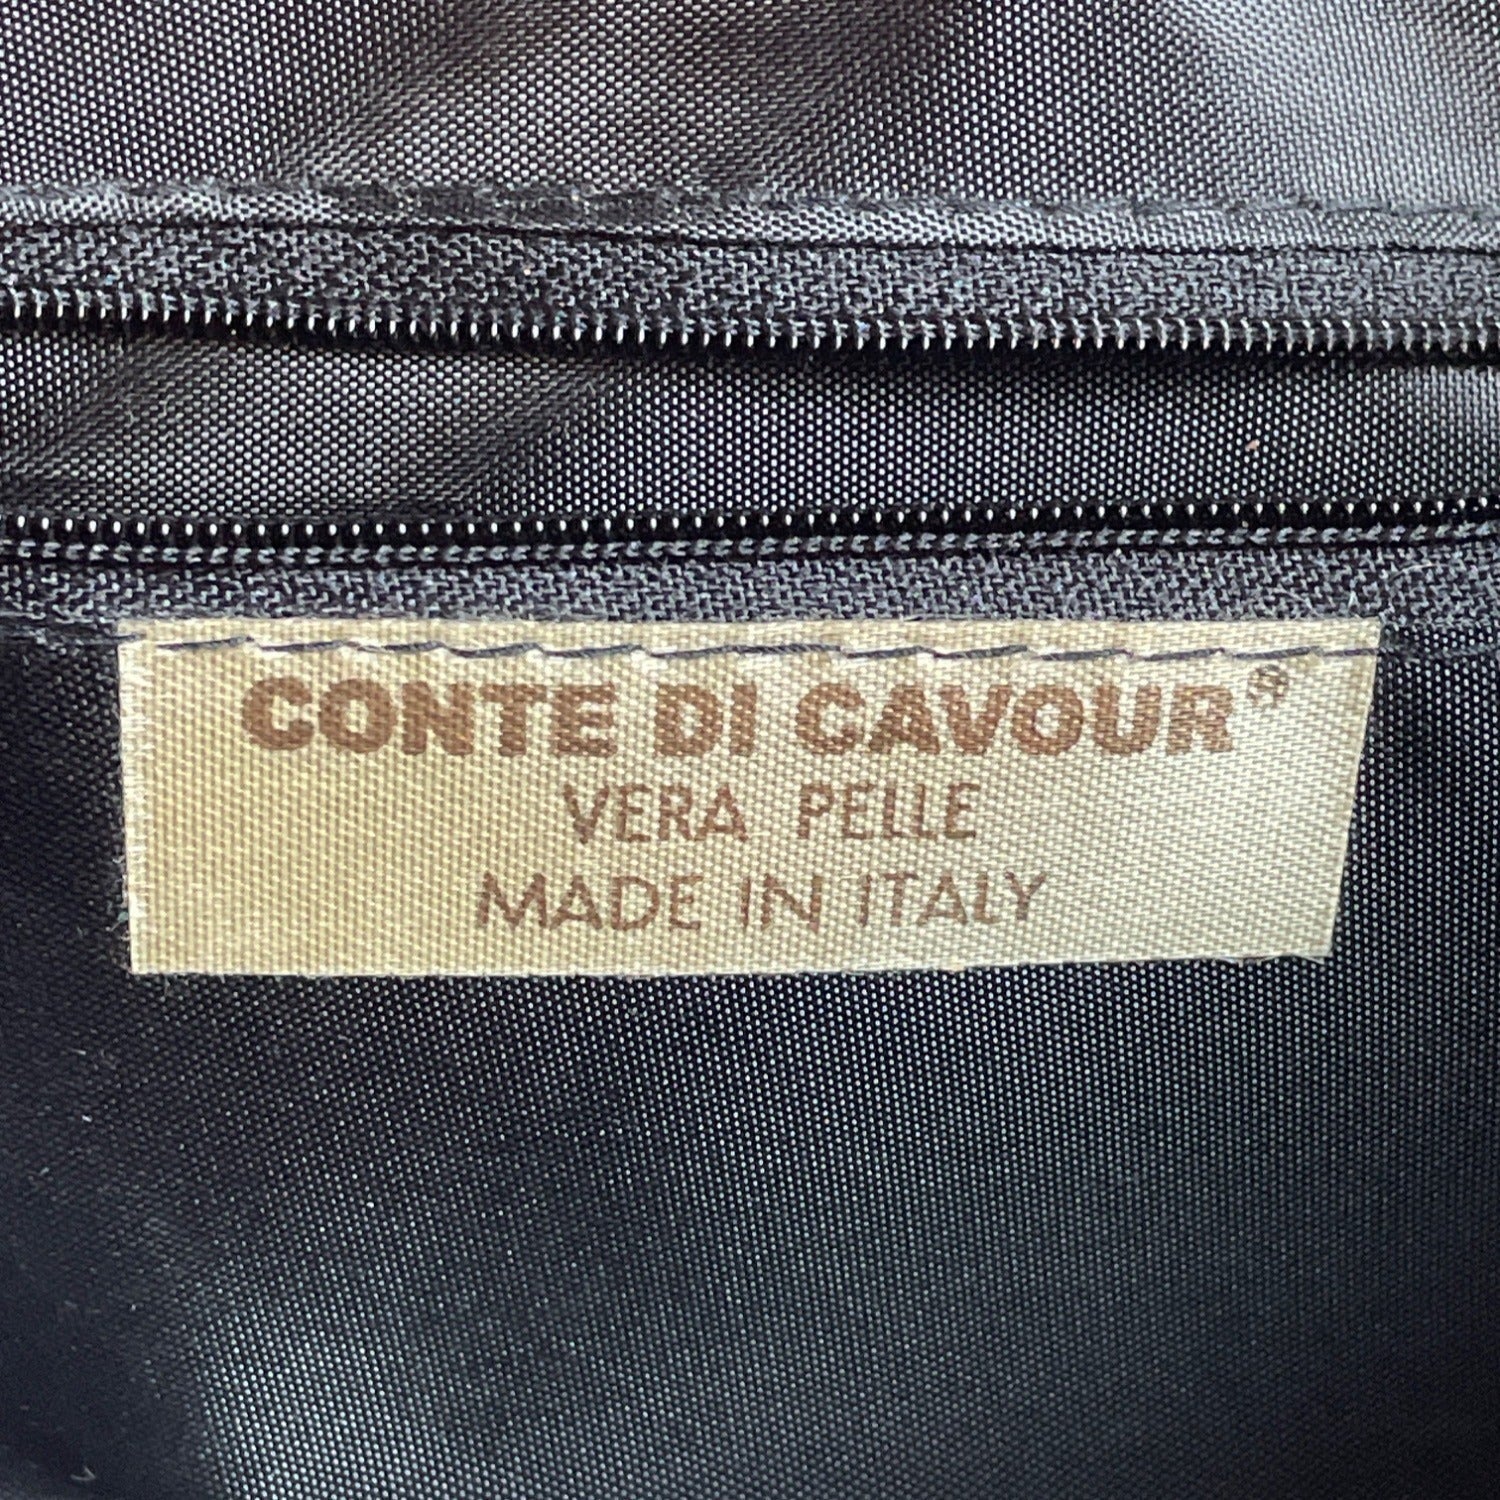 CONTE DI CAVOUR®
VERA PELLE
MADE IN ITALY